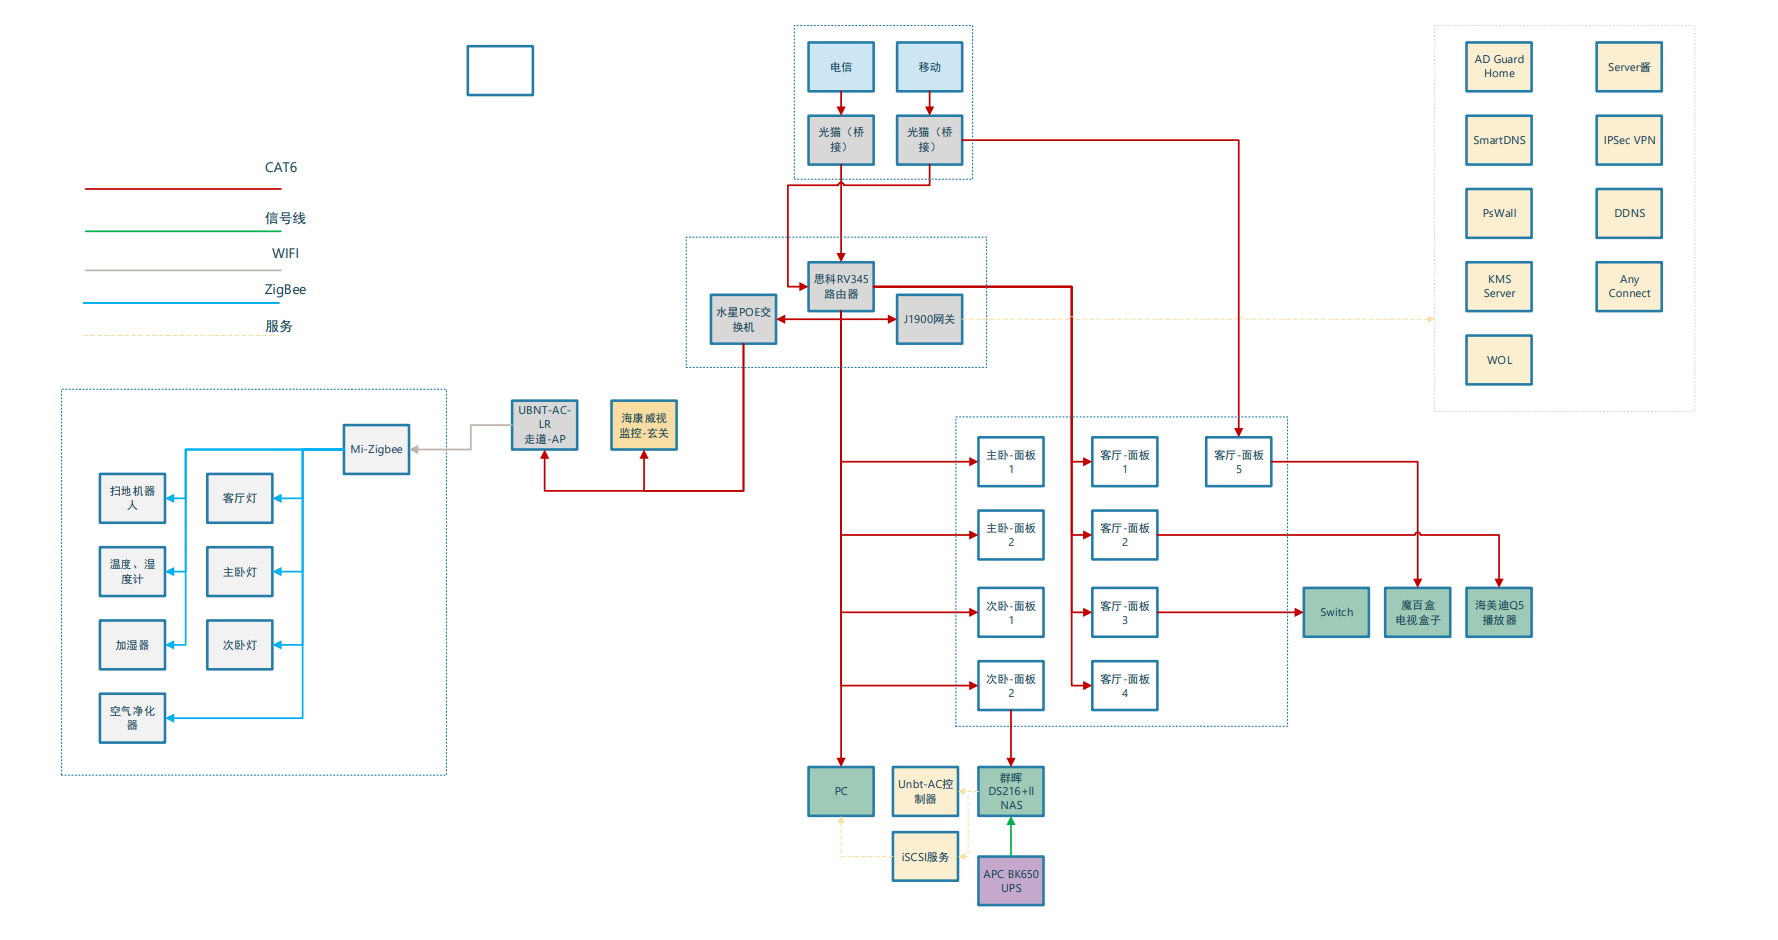 电信
移动
光猫（桥
接）
光猫（桥
接）
AD Guard
Home
Server酱
SmartDNS
IPSec VPN
PsWall
DDNS
KMS
Server
Any
Connect
WOL
CAT6
信号线
WIFI
ZigBee
服务
思科RV345
路由器
水星POE交
换机
J1900网关
UBNT-AC-
LR
走道-AP
海康威视
监控-玄关
Mi-Zigbee
扫地机器
人
客厅灯
温度、湿
度计
主卧灯
加湿器
次卧灯
空气净化
器
主卧-面板
1
客厅-面板
1
客厅-面板
5
主卧-面板
2
客厅-面板
2
次卧-面板
1
客厅-面板
3
次卧-面板
2
客厅-面板
4
Switch
魔百盒
电视盒子
海美迪Q5
播放器
PC
Unbt-AC控
制器
群晖
DS216+II
NAS
iSCSI服务
APC BK650
UPS